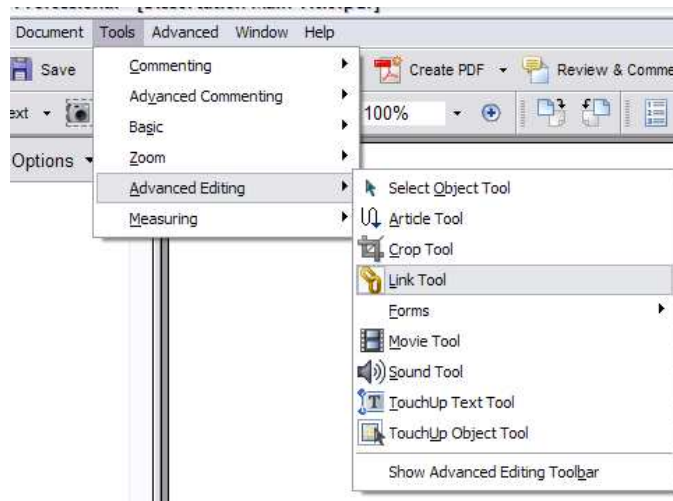 Document Tools Advanced Window Help
Save Create PDF Review & Comme
ext 100%
Options
Commenting
Advanced Commenting
Basic
Zoom
Advanced Editing
Measuring
Select Object Tool
Article Tool
Crop Tool
Link Tool
Forms
Movie Tool
Sound Tool
TouchUp Text Tool
TouchUp Object Tool
Show Advanced Editing Toolbar